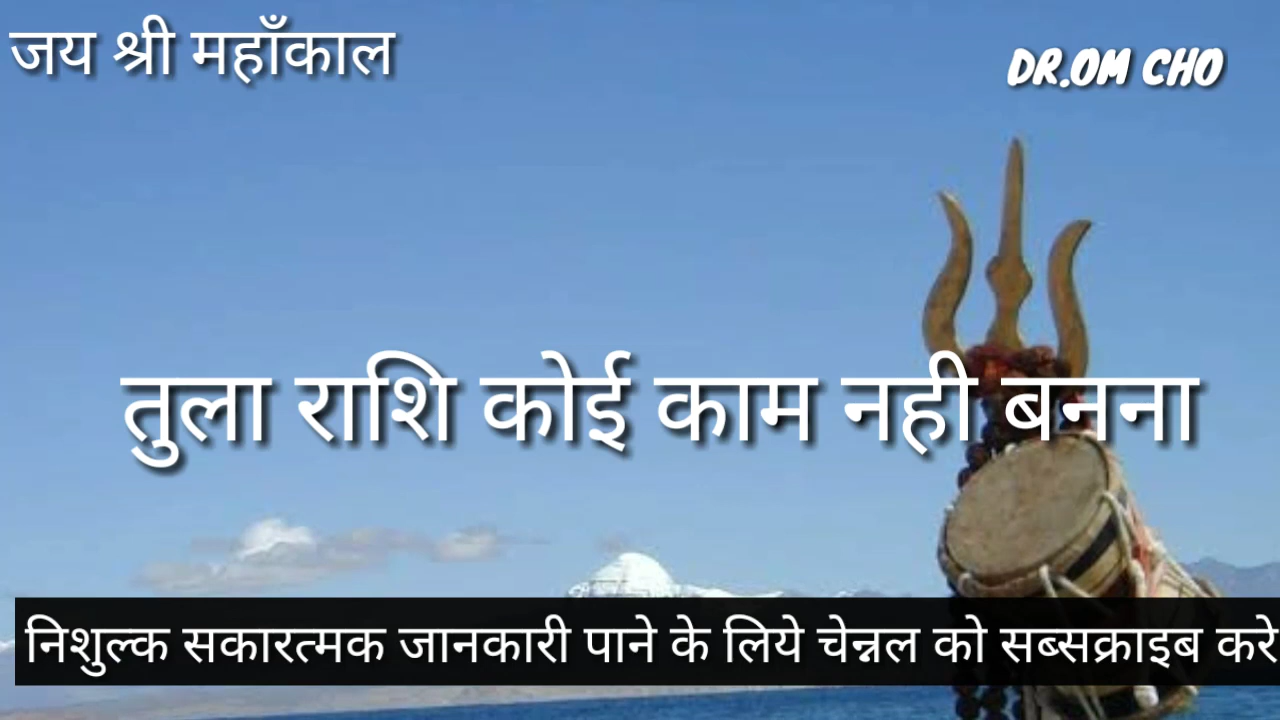 जय श्री महाँकाल
DR.OM CHO
तुला राशि कोई काम नही बनना
निशुल्क सकारत्मक जानकारी पाने के लिये चेन्नल को सब्सक्राइब करे